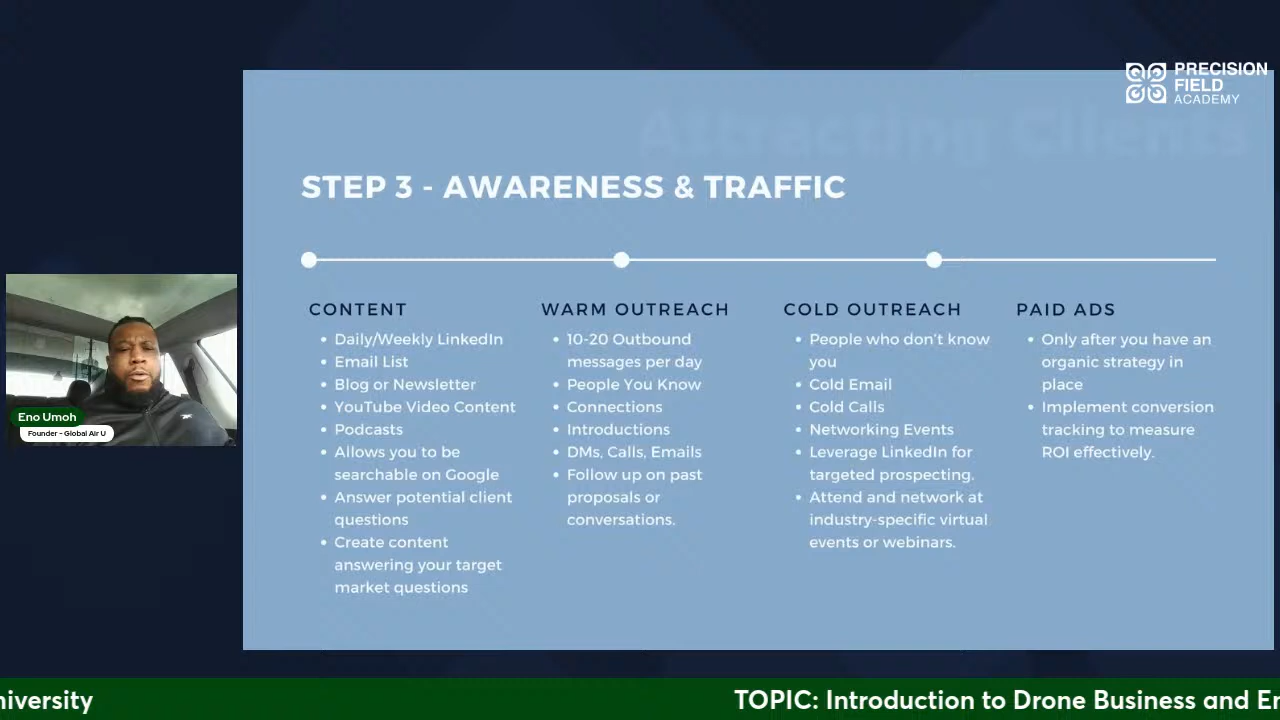 PRECISION
FIELD
ACADEMY
Attracting Clients
STEP 3 - AWARENESS & TRAFFIC
CONTENT
• Daily/Weekly LinkedIn
• Email List
• Blog or Newsletter
• YouTube Video Content
• Podcasts
• Allows you to be
searchable on Google
• Answer potential client
questions
• Create content
answering your target
market questions
WARM OUTREACH
• 10-20 Outbound
messages per day
• People You Know
• Connections
• Introductions
• DMs, Calls, Emails
• Follow up on past
proposals or
conversations.
COLD OUTREACH
• People who don't know
you
• Cold Email
• Cold Calls
• Networking Events
• Leverage LinkedIn for
targeted prospecting.
• Attend and network at
industry-specific virtual
events or webinars.
PAID ADS
• Only after you have an
organic strategy in
place
• Implement conversion
tracking to measure
ROI effectively.
Eno Umoh
Founder - Global Air U
niversity
TOPIC: Introduction to Drone Business and En